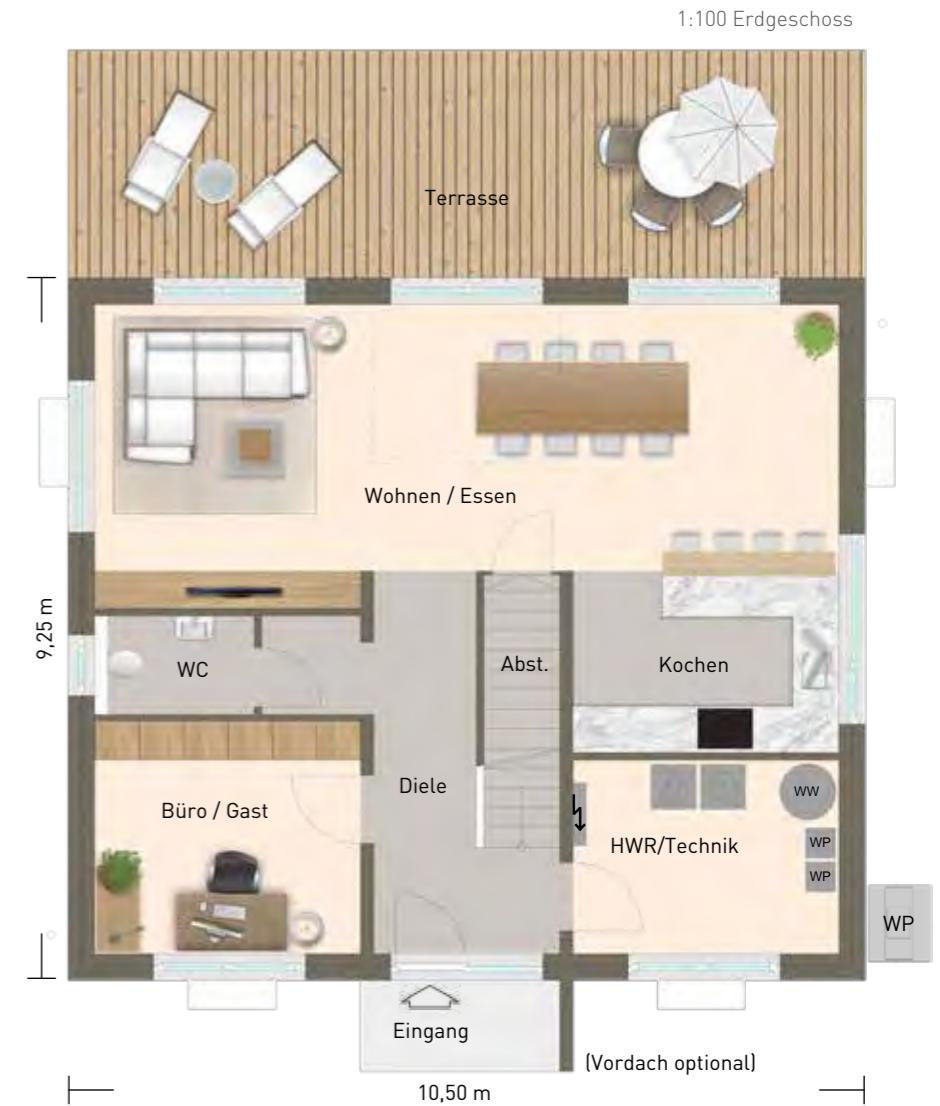 1:100 Erdgeschoss
Terrasse
Wohnen / Essen
9,25 m
WC
Abst.
Kochen
Diele
Büro / Gast
HWR/Technik
WW
WP
WP
WP
Eingang
(Vordach optional)
10,50 m